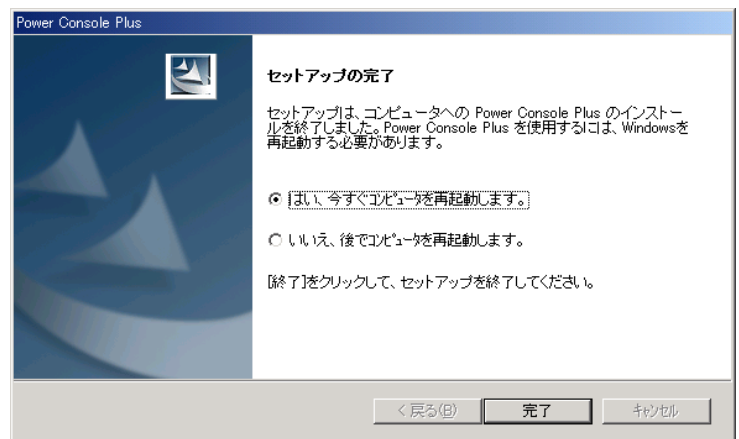 Power Console Plus
セットアップの完了
セットアップは、コンピュータへの Power Console Plus のインストー
ルを終了しました。Power Console Plus を使用するには、Windowsを
再起動する必要があります。
はい、今すぐｺﾝﾋﾟｭｰﾀを再起動します。
いいえ、後でｺﾝﾋﾟｭｰﾀを再起動します。
[終了]をクリックして、セットアップを終了してください。
< 戻る(B)
完了
ｷｬﾝｾﾙ